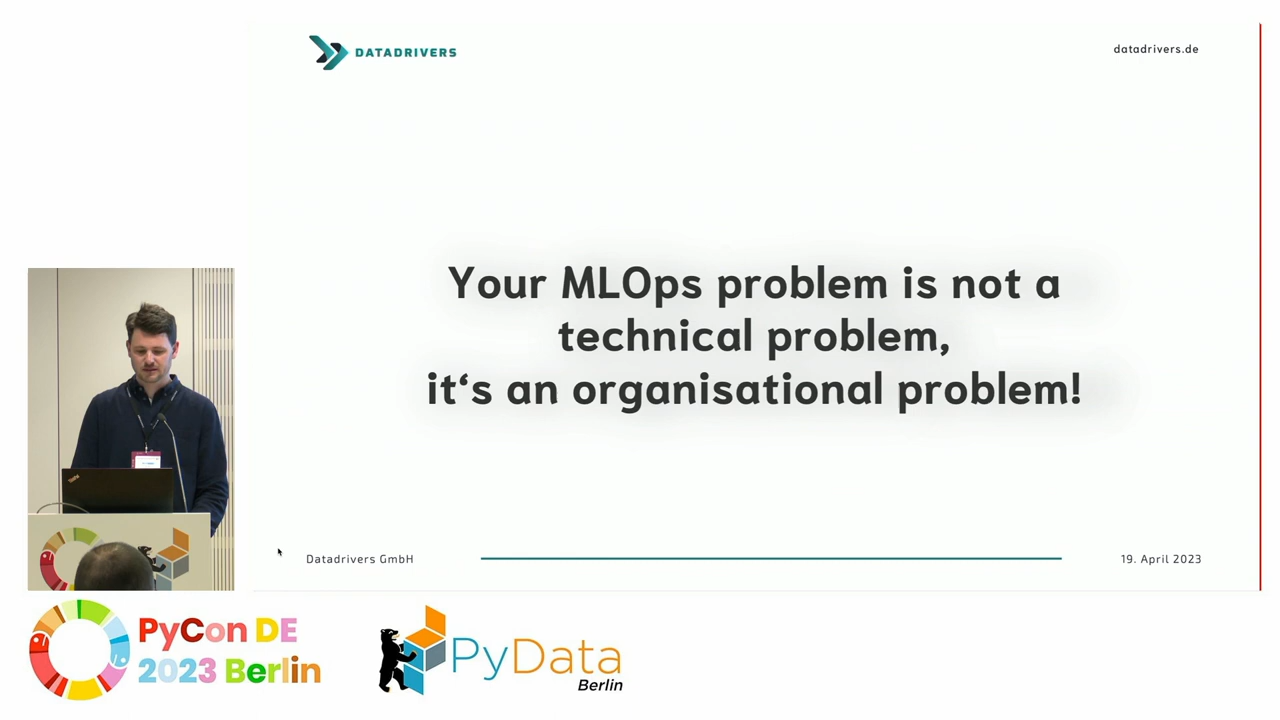 DATADRIVERS
datadrivers.de
Your MLOps problem is not a
technical problem,
it‘s an organisational problem!
Datadrivers GmbH
19. April 2023
PyCon DE
2023 Berlin
PyData
Berlin